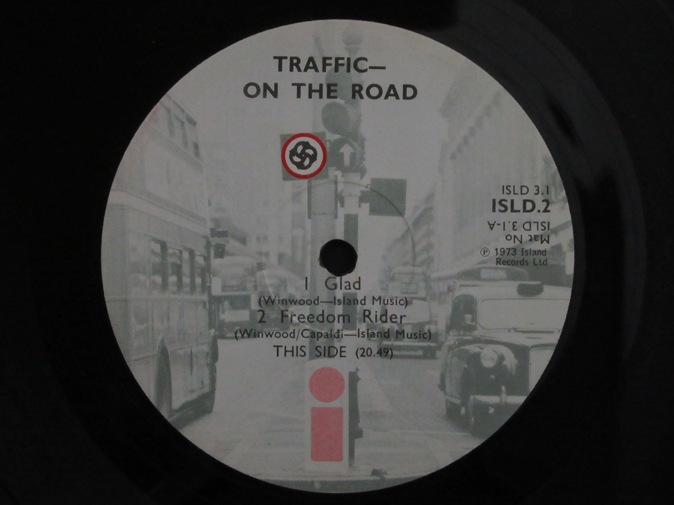 TRAFFIC—
ON THE ROAD
ISLD 3.1
ISLD.2
ISLD 3.1-A
Mat No
℗ 1973 Island
Records Ltd
1 Glad
(Winwood—Island Music)
2 Freedom Rider
(Winwood/Capaldi—Island Music)
THIS SIDE (20.49)